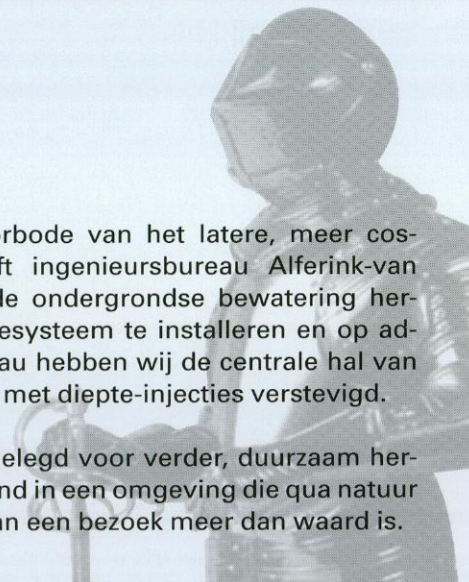 orbode van het latere, meer cos-
ft ingenieursbureau Alferink-van
de ondergrondse bewatering her-
esysteem te installeren en op ad-
au hebben wij de centrale hal van
met diepte-injecties verstevigd.
elegd voor verder, duurzaam her-
nd in een omgeving die qua natuur
an een bezoek meer dan waard is.